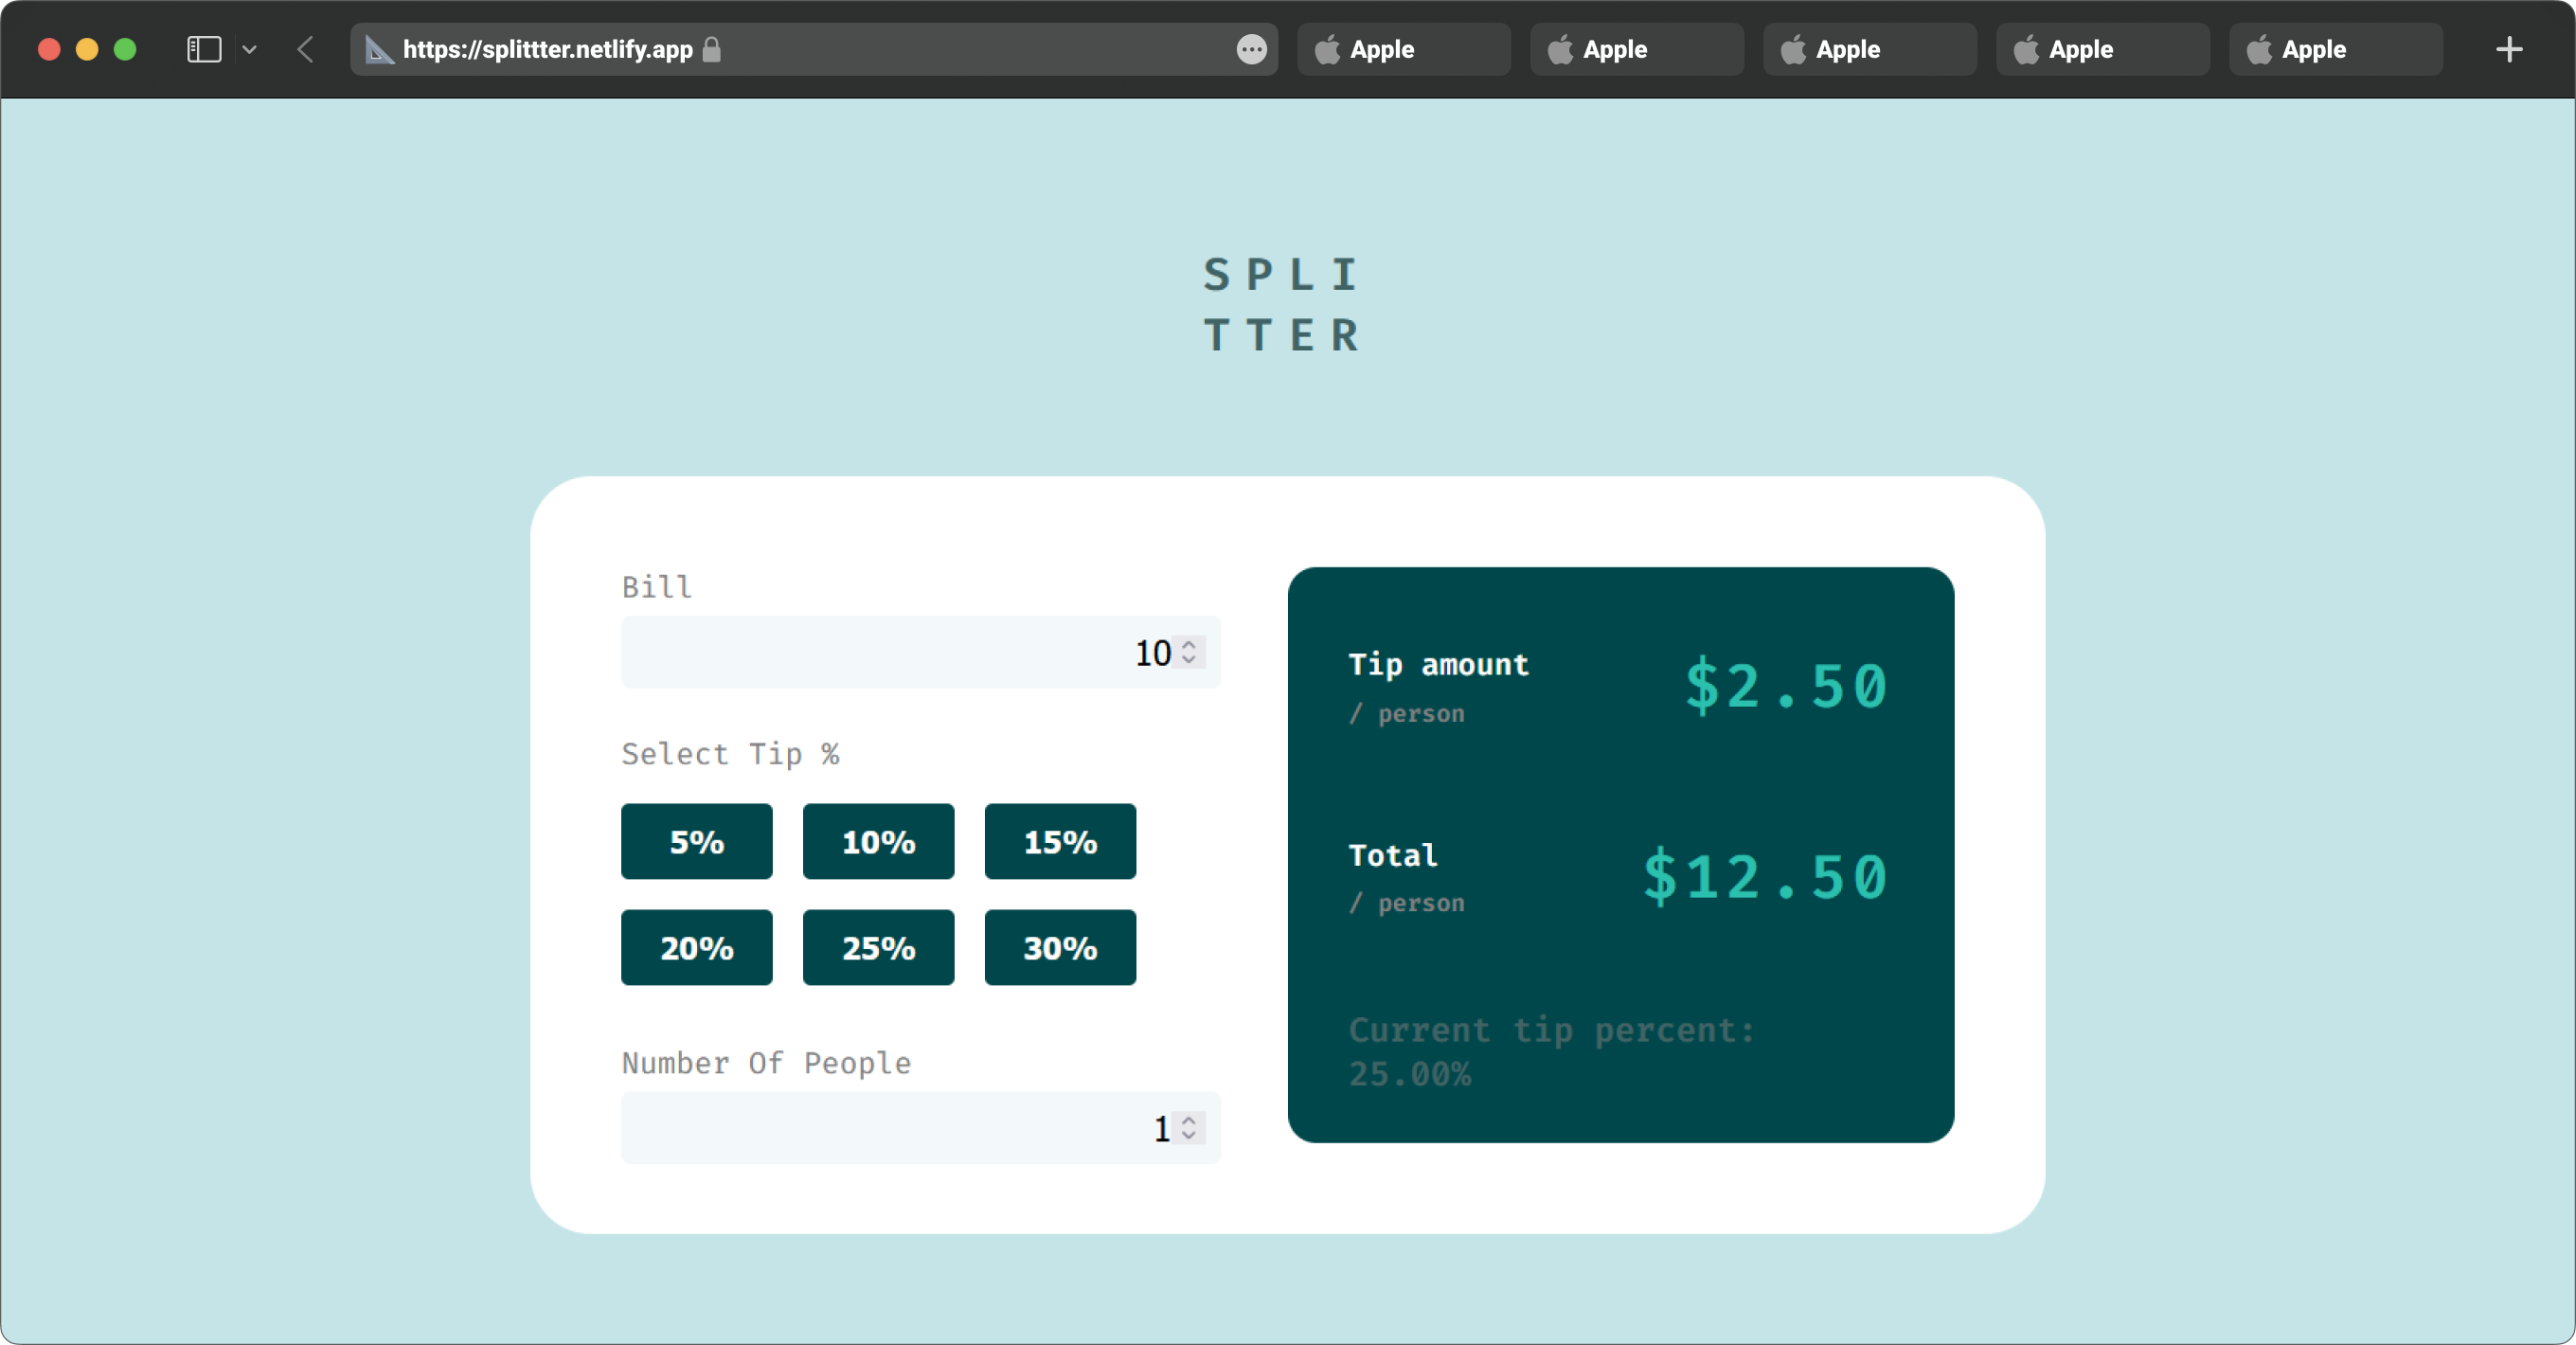 https://splittter.netlify.app
Apple
Apple
Apple
Apple
Apple
SPLI
TTER
Bill
10
Select Tip %
5%
10%
15%
20%
25%
30%
Number Of People
1
Tip amount
/ person
$2.50
Total
/ person
$12.50
Current tip percent:
25.00%